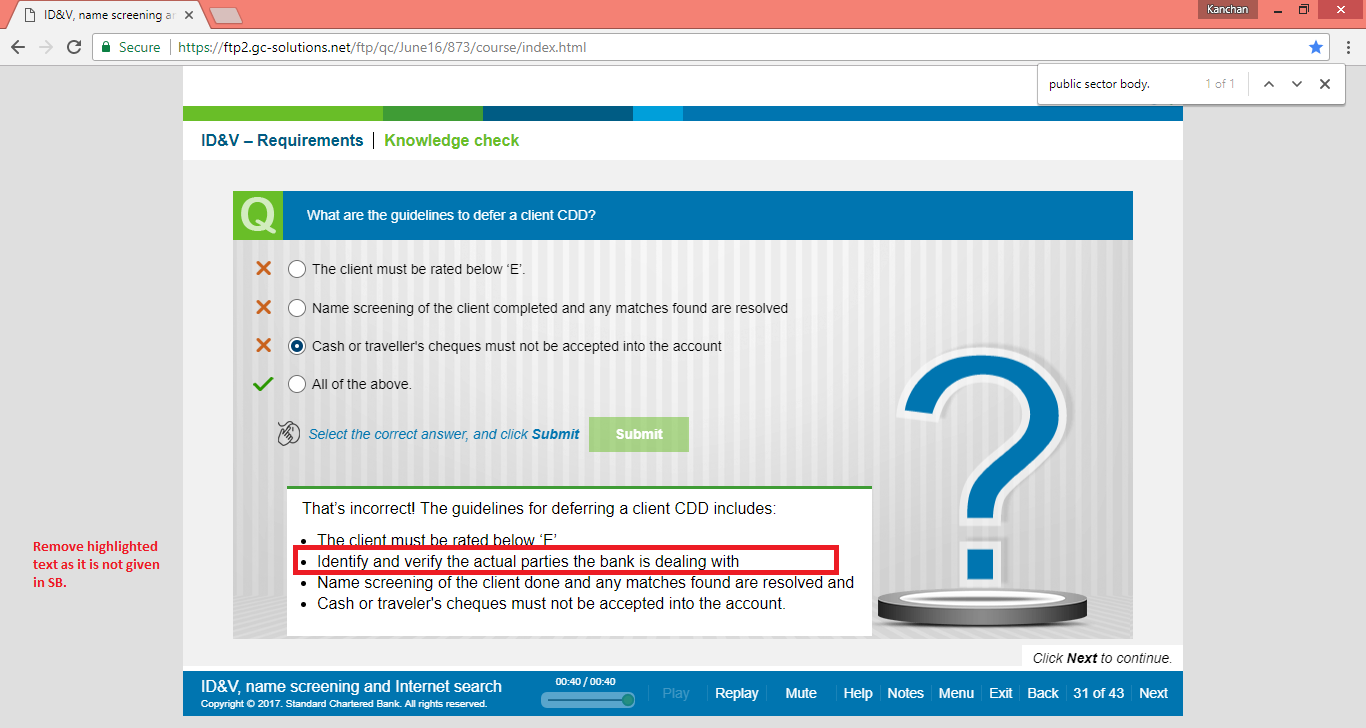 ID&V, name screening a
Kanchan
Secure
https://ftp2.gc-solutions.net/ftp/qc/June16/873/course/index.html
public sector body.
1 of 1
ID&V – Requirements
Knowledge check
Q
What are the guidelines to defer a client CDD?
The client must be rated below ‘E’.
Name screening of the client completed and any matches found are resolved
Cash or traveller's cheques must not be accepted into the account
All of the above.
Select the correct answer, and click Submit
Submit
That’s incorrect! The guidelines for deferring a client CDD includes:
• The client must be rated below ‘E’
• Identify and verify the actual parties the bank is dealing with
• Name screening of the client done and any matches found are resolved and
• Cash or traveler's cheques must not be accepted into the account.
Remove highlighted
text as it is not given
in SB.
Click Next to continue.
ID&V, name screening and Internet search
Copyright © 2017. Standard Chartered Bank. All rights reserved.
00:40 / 00:40
Play
Replay
Mute
Help
Notes
Menu
Exit
Back
31 of 43
Next